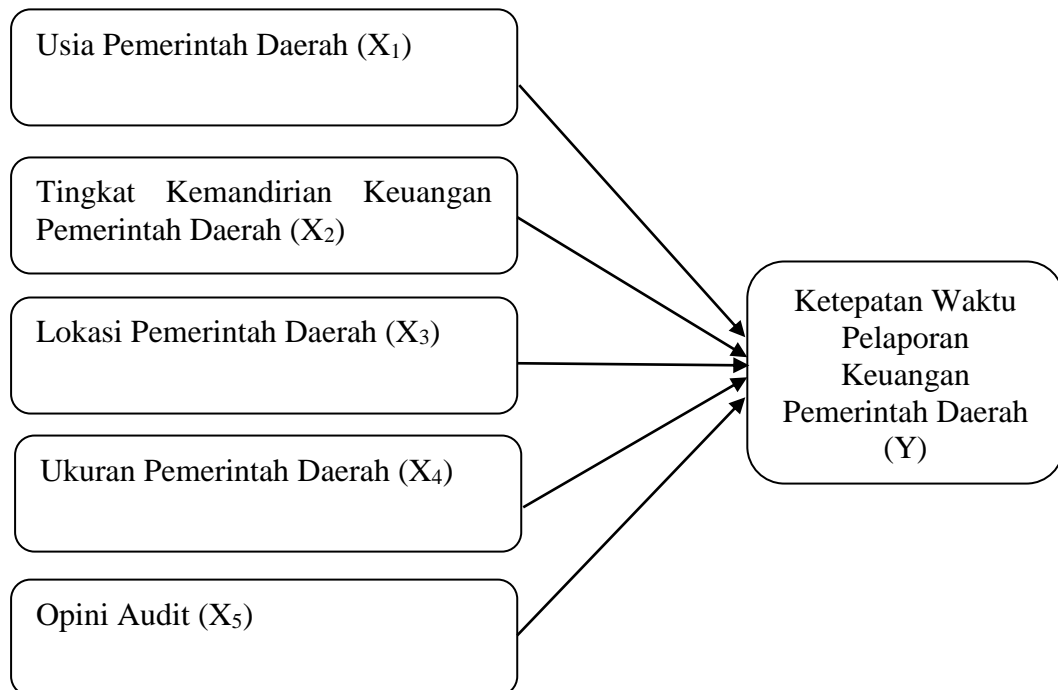 Usia Pemerintah Daerah (X₁)
Tingkat Kemandirian Keuangan
Pemerintah Daerah (X₂)
Lokasi Pemerintah Daerah (X₃)
Ukuran Pemerintah Daerah (X₄)
Opini Audit (X₅)
Ketepatan Waktu
Pelaporan
Keuangan
Pemerintah Daerah
(Y)